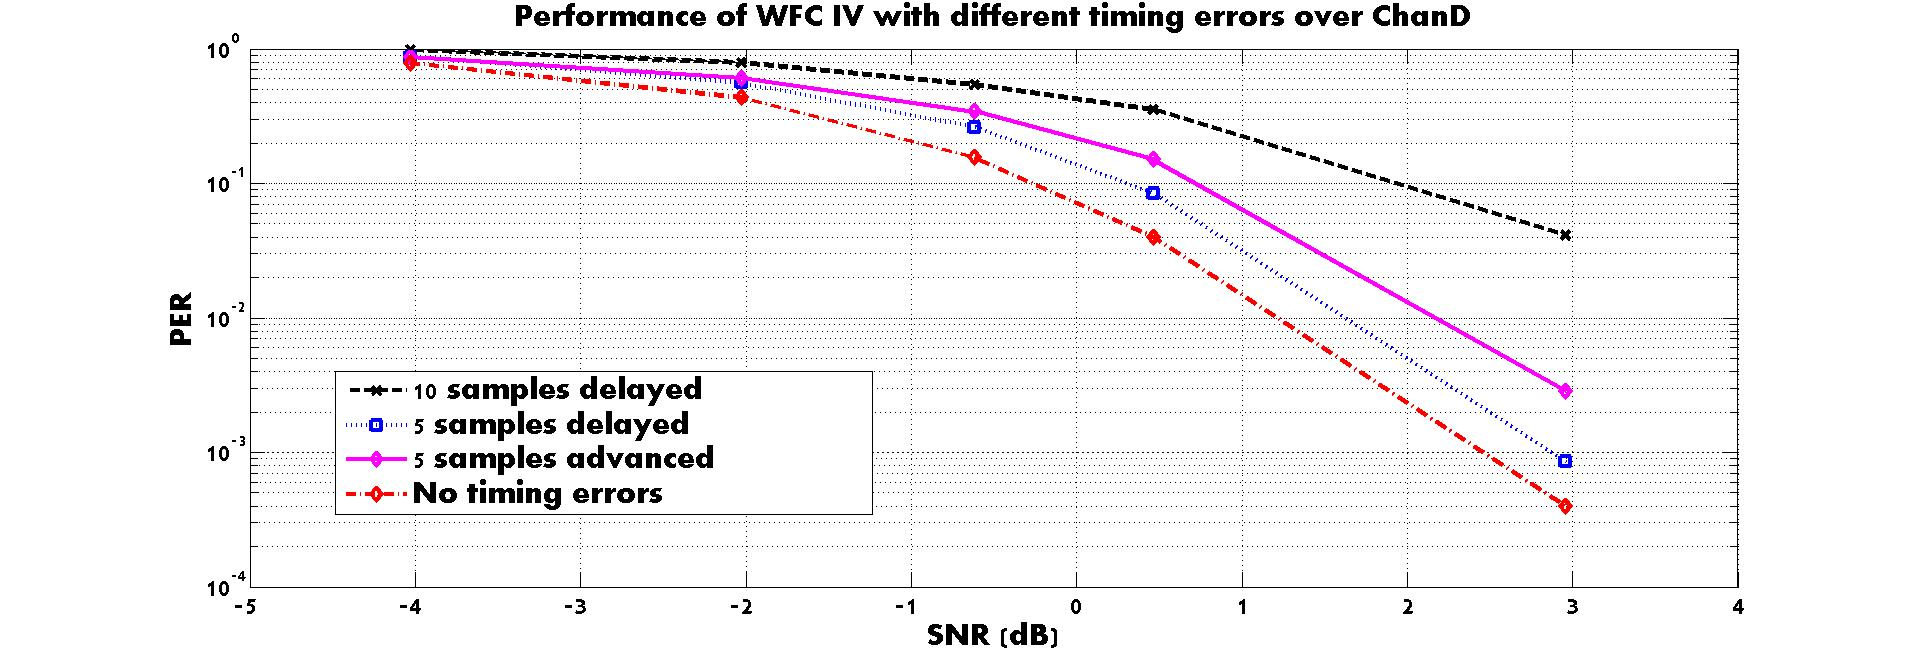 Performance of WFC IV with different timing errors over ChanD
10^0
10^-1
10^-2
10^-3
10^-4
PER
10 samples delayed
5 samples delayed
5 samples advanced
No timing errors
-5 -4 -3 -2 -1 0 1 2 3 4
SNR (dB)